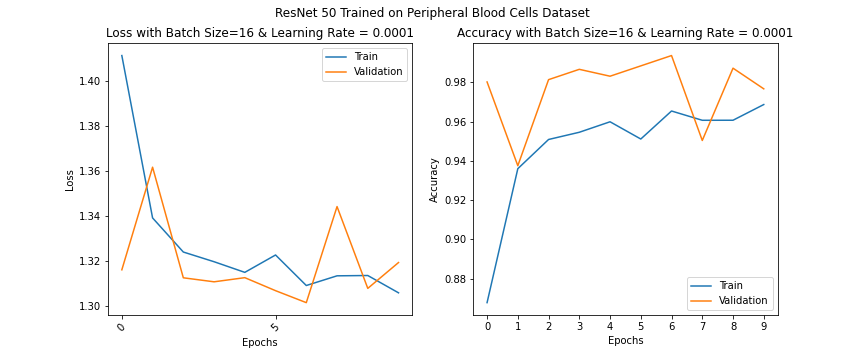 ResNet 50 Trained on Peripheral Blood Cells Dataset
Loss with Batch Size=16 & Learning Rate = 0.0001
Train
Validation
1.40
1.38
1.36
1.34
1.32
1.30
Loss
0
5
Epochs
Accuracy with Batch Size=16 & Learning Rate = 0.0001
0.98
0.96
0.94
0.92
0.90
0.88
Accuracy
Train
Validation
0 1 2 3 4 5 6 7 8 9
Epochs